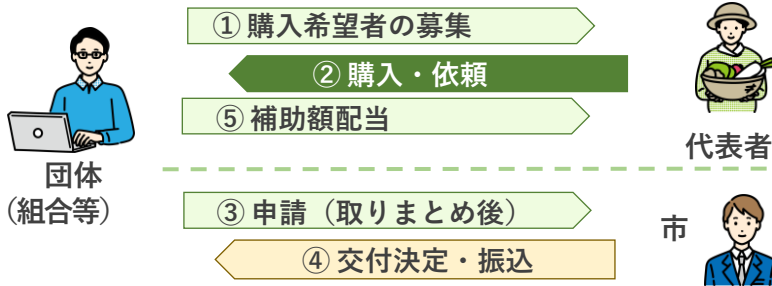 ① 購入希望者の募集
② 購入・依頼
⑤ 補助額配当
代表者
団体
(組合等)
③ 申請（取りまとめ後）
市
④ 交付決定・振込